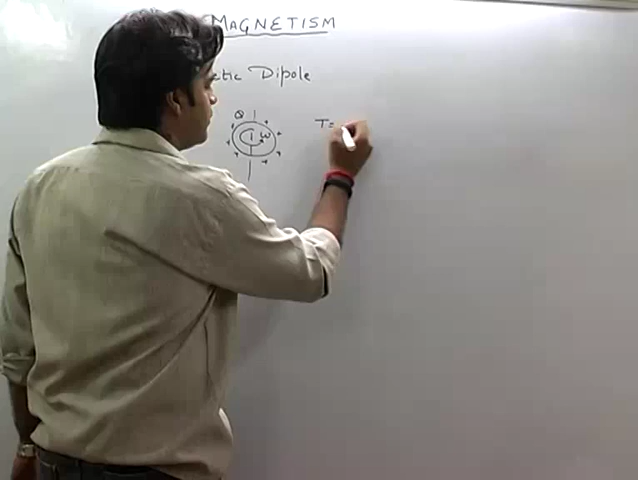 MAGNETISM
etic Dipole
Q
ω
T=